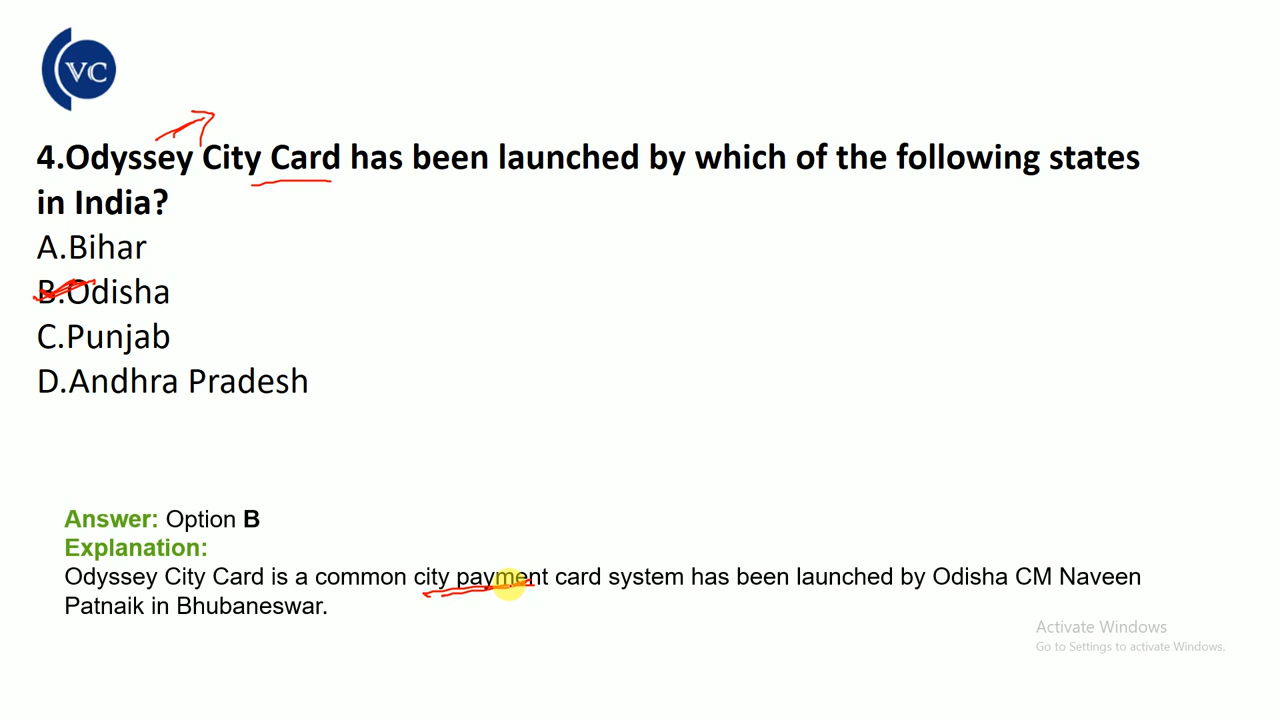 VC
4.Odyssey City Card has been launched by which of the following states
in India?
A.Bihar
B.Odisha
C.Punjab
D.Andhra Pradesh
Answer: Option B
Explanation:
Odyssey City Card is a common city payment card system has been launched by Odisha CM Naveen
Patnaik in Bhubaneswar.
Activate Windows
Go to Settings to activate Windows.